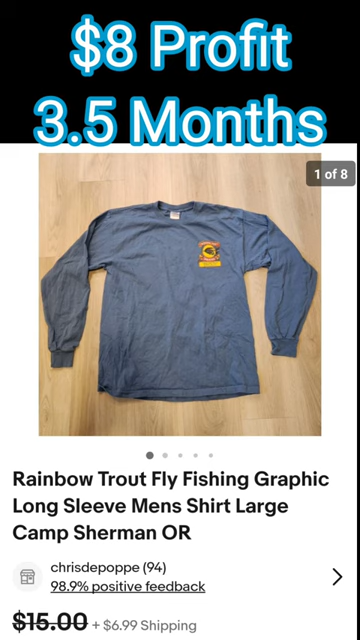 $8 Profit
3.5 Months
1 of 8
Rainbow Trout Fly Fishing Graphic
Long Sleeve Mens Shirt Large
Camp Sherman OR
chrisdepoppe (94)
98.9% positive feedback
$15.00 + $6.99 Shipping